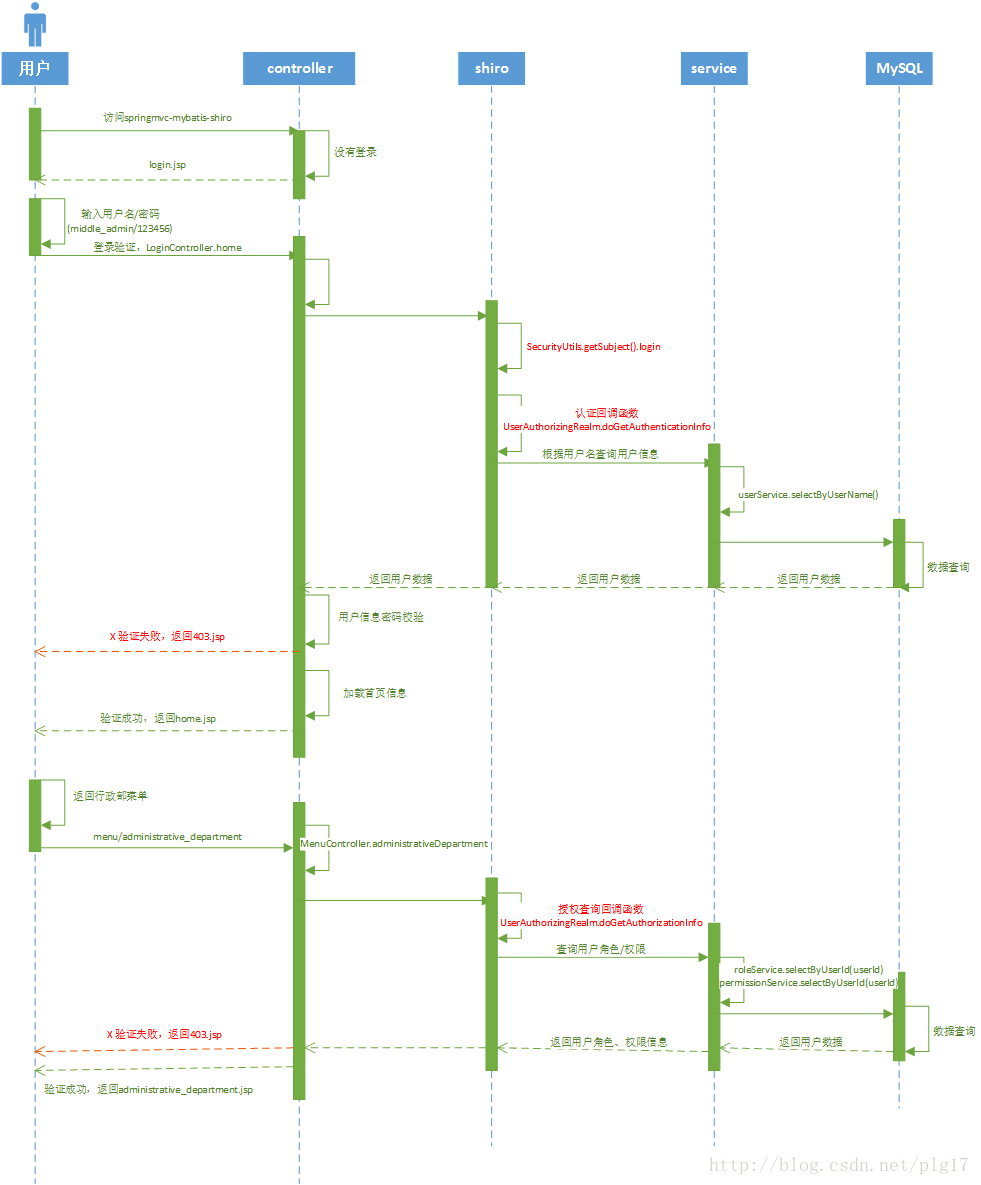 用户
controller
shiro
service
MySQL
访问springmvc-mybatis-shiro
没有登录
login.jsp
输入用户名/密码
(middle_admin/123456)
登录验证，LoginController.home
SecurityUtils.getSubject().login
认证回调函数
UserAuthorizingRealm.doGetAuthenticationInfo
根据用户名查询用户信息
userService.selectByUserName()
数据查询
返回用户数据
返回用户数据
返回用户数据
用户信息密码校验
X 验证失败，返回403.jsp
加载首页信息
验证成功，返回home.jsp
返回行政部菜单
menu/administrative_department
MenuController.administrativeDepartment
授权查询回调函数
UserAuthorizingRealm.doGetAuthorizationInfo
查询用户角色/权限
roleService.selectByUserId(userId)
permissionService.selectByUserId(userId)
数据查询
X 验证失败，返回403.jsp
返回用户角色、权限信息
返回用户数据
验证成功，返回administrative_department.jsp
http://blog.csdn.net/plg17